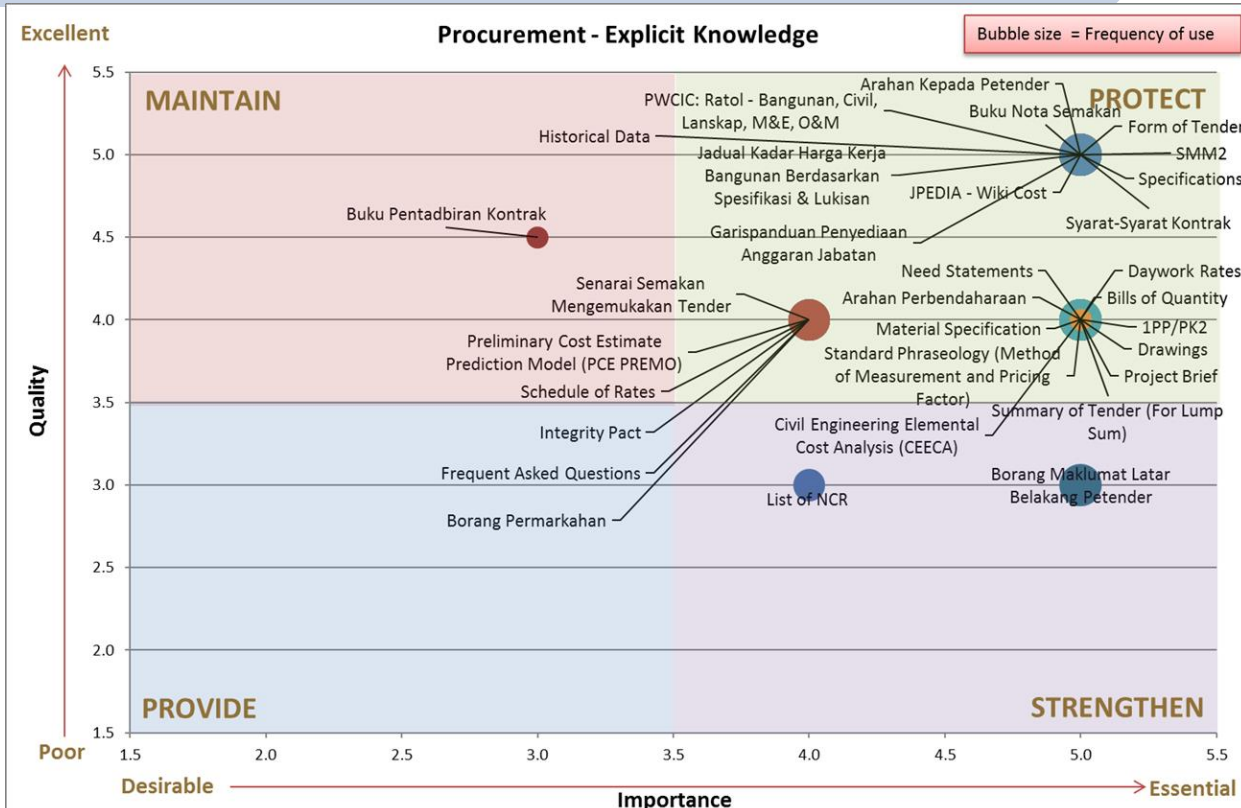 Excellent
Procurement - Explicit Knowledge
Bubble size = Frequency of use
5.5
5.0
4.5
4.0
3.5
3.0
2.5
2.0
1.5
Quality
Poor
MAINTAIN
PROTECT
PROVIDE
STRENGTHEN
Arahan Kepada Petender
PWCIC: Ratol - Bangunan, Civil,
Lanskap, M&E, O&M
Buku Nota Semakan
Form of Tender
Historical Data
SMM2
Jadual Kadar Harga Kerja
Bangunan Berdasarkan
Spesifikasi & Lukisan
Specifications
JPEDIA - Wiki Cost
Syarat-Syarat Kontrak
Garispanduan Penyediaan
Anggaran Jabatan
Buku Pentadbiran Kontrak
Senarai Semakan
Mengemukakan Tender
Preliminary Cost Estimate
Prediction Model (PCE PREMO)
Schedule of Rates
Integrity Pact
Frequent Asked Questions
Borang Permarkahan
Need Statements
Daywork Rates
Arahan Perbendaharaan
Bills of Quantity
Material Specification
1PP/PK2
Drawings
Standard Phraseology (Method
of Measurement and Pricing
Factor)
Project Brief
Summary of Tender (For Lump
Sum)
Civil Engineering Elemental
Cost Analysis (CEECA)
List of NCR
Borang Maklumat Latar
Belakang Petender
1.5
2.0
2.5
3.0
3.5
4.0
4.5
5.0
5.5
Desirable
Importance
Essential